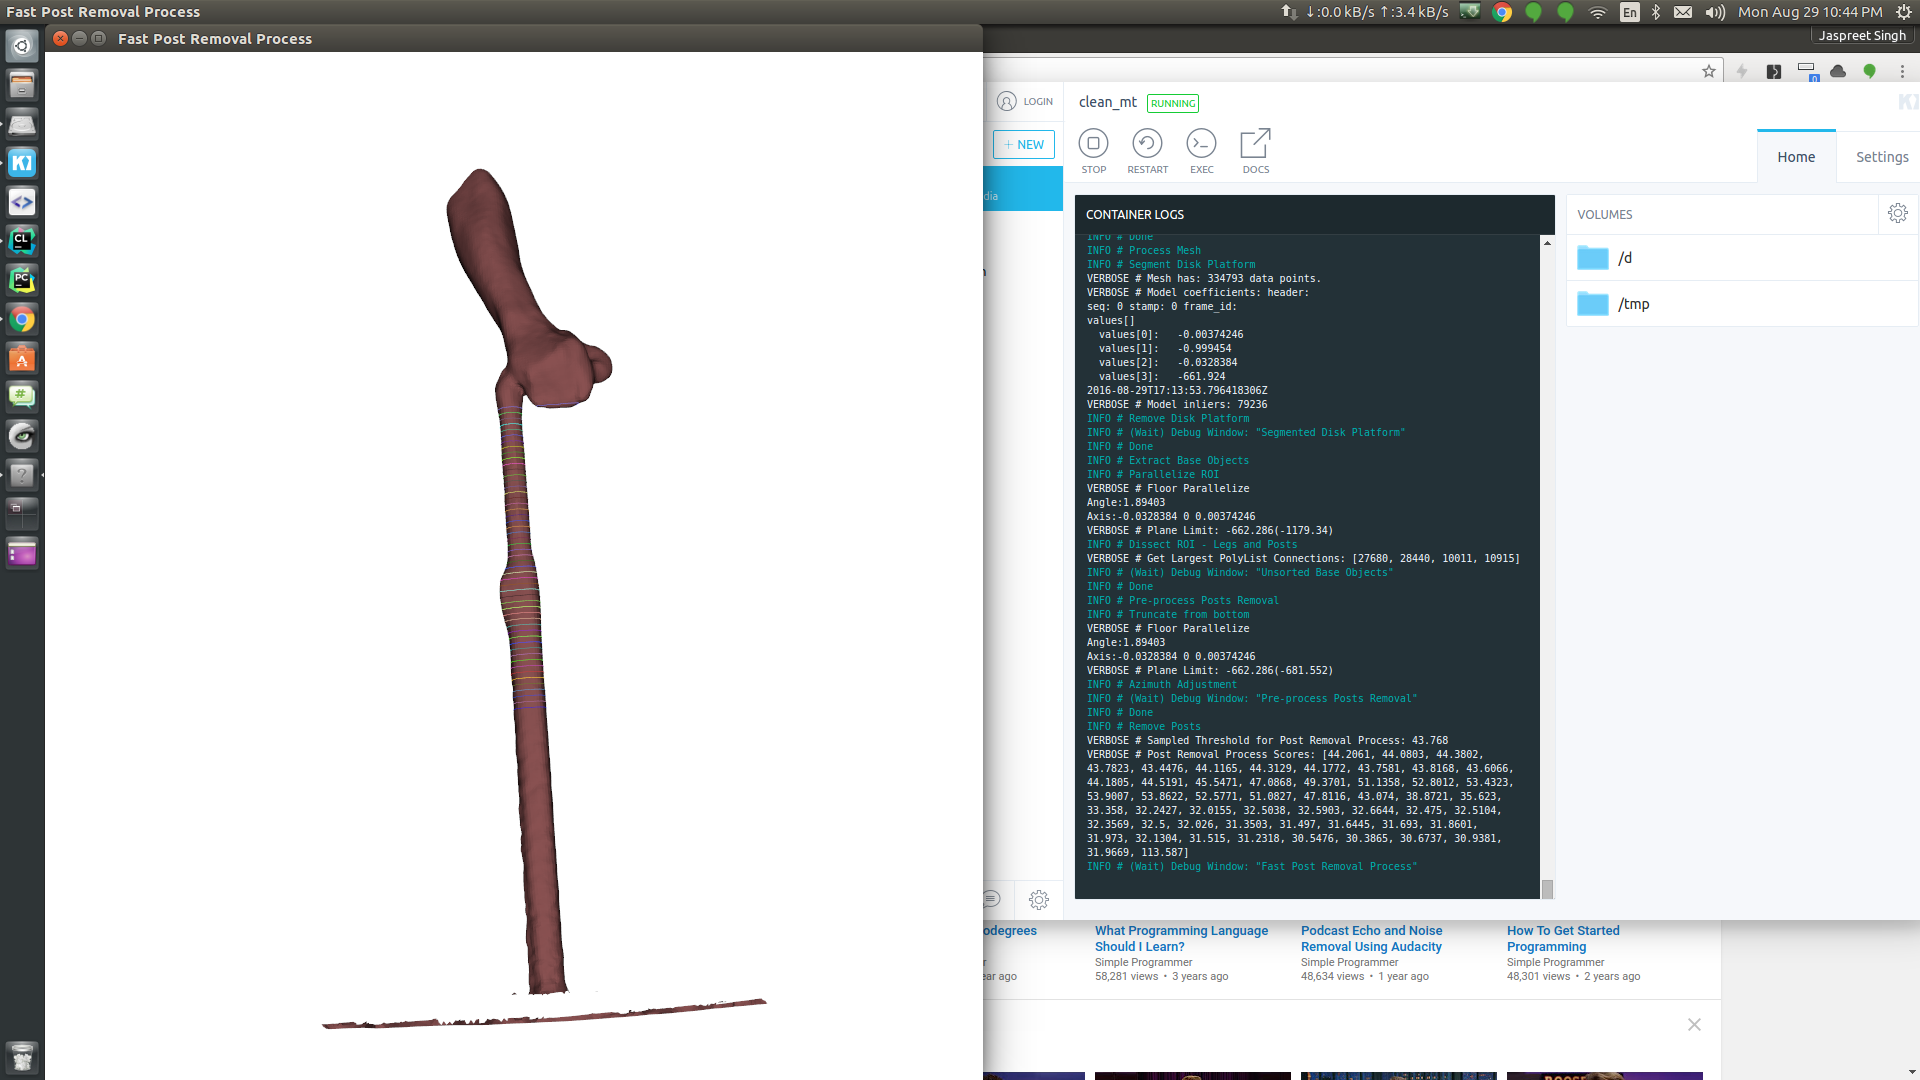 Fast Post Removal Process
↓:0.0 kB/s ↑:3.4 kB/s
En
Mon Aug 29 10:44 PM
Fast Post Removal Process
Jaspreet Singh
LOGIN
clean_mt RUNNING
+ NEW
STOP
RESTART
EXEC
DOCS
Home
Settings
dia
CONTAINER LOGS
VOLUMES
/d
/tmp
INFO # Done
INFO # Process Mesh
INFO # Segment Disk Platform
VERBOSE # Mesh has: 334793 data points.
VERBOSE # Model coefficients: header:
seq: 0 stamp: 0 frame_id:
values[]
values[0]: -0.00374246
values[1]: -0.999454
values[2]: -0.0328384
values[3]: -661.924
2016-08-29T17:13:53.796418306Z
VERBOSE # Model inliers: 79236
INFO # Remove Disk Platform
INFO # (Wait) Debug Window: "Segmented Disk Platform"
INFO # Done
INFO # Extract Base Objects
INFO # Parallelize ROI
VERBOSE # Floor Parallelize
Angle:1.89403
Axis:-0.0328384 0 0.00374246
VERBOSE # Plane Limit: -662.286(-1179.34)
INFO # Dissect ROI - Legs and Posts
VERBOSE # Get Largest PolyList Connections: [27680, 28440, 10011, 10915]
INFO # (Wait) Debug Window: "Unsorted Base Objects"
INFO # Done
INFO # Pre-process Posts Removal
INFO # Truncate from bottom
VERBOSE # Floor Parallelize
Angle:1.89403
Axis:-0.0328384 0 0.00374246
VERBOSE # Plane Limit: -662.286(-681.552)
INFO # Azimuth Adjustment
INFO # (Wait) Debug Window: "Pre-process Posts Removal"
INFO # Done
INFO # Remove Posts
VERBOSE # Sampled Threshold for Post Removal Process: 43.768
VERBOSE # Post Removal Process Scores: [44.2061, 44.0803, 44.3802,
43.7823, 43.4476, 44.1165, 44.3129, 44.1772, 43.7581, 43.8168, 43.6066,
44.1805, 44.5191, 45.5471, 47.0868, 49.3701, 51.1358, 52.8012, 53.4323,
53.9007, 53.8622, 52.5771, 51.0827, 47.8116, 43.074, 38.8721, 35.623,
33.358, 32.2427, 32.0155, 32.5038, 32.5903, 32.6644, 32.475, 32.5104,
32.3569, 32.5, 32.026, 31.3503, 31.497, 31.6445, 31.693, 31.8601,
31.973, 32.1304, 31.515, 31.2318, 30.5476, 30.3865, 30.6737, 30.9381,
31.9669, 113.587]
INFO # (Wait) Debug Window: "Fast Post Removal Process"
odegrees
ear ago
What Programming Language
Should I Learn?
Simple Programmer
58,281 views • 3 years ago
Podcast Echo and Noise
Removal Using Audacity
Simple Programmer
48,634 views • 1 year ago
How To Get Started
Programming
Simple Programmer
48,301 views • 2 years ago